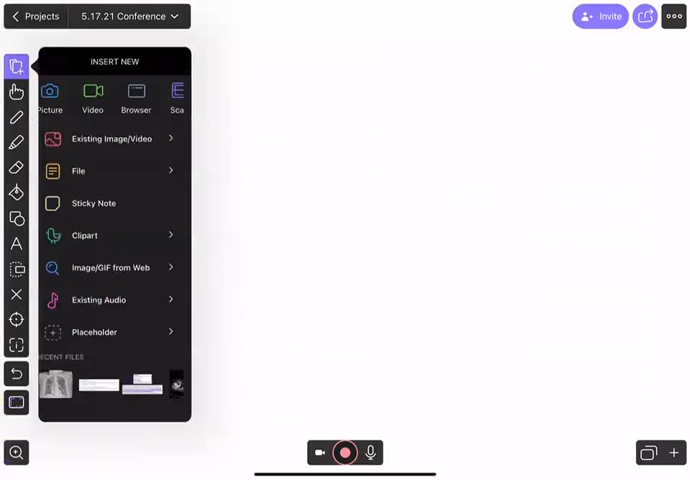 Projects
5.17.21 Conference
Invite
INSERT NEW
Picture
Video
Browser
Sca
Existing Image/Video
File
Sticky Note
Clipart
Image/GIF from Web
Existing Audio
Placeholder
RECENT FILES
A